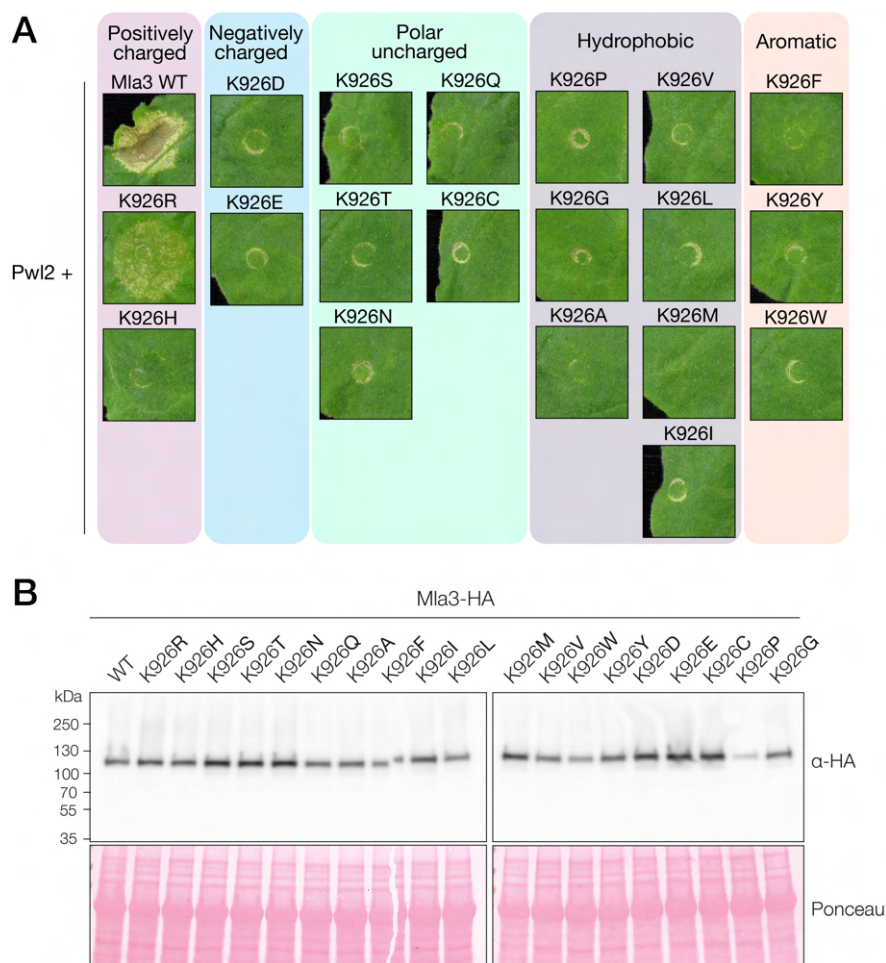 A
Positively charged
Negatively charged
Polar uncharged
Hydrophobic
Aromatic
Mla3 WT
K926D
K926S
K926Q
K926P
K926V
K926F
K926R
K926E
K926T
K926C
K926G
K926L
K926Y
Pwl2 +
K926H
K926N
K926A
K926M
K926W
K926I
B
Mla3-HA
WT
K926R
K926H
K926S
K926T
K926N
K926Q
K926A
K926F
K926I
K926L
K926M
K926V
K926W
K926Y
K926D
K926E
K926C
K926P
K926G
kDa
250
130
100
70
55
35
α-HA
Ponceau